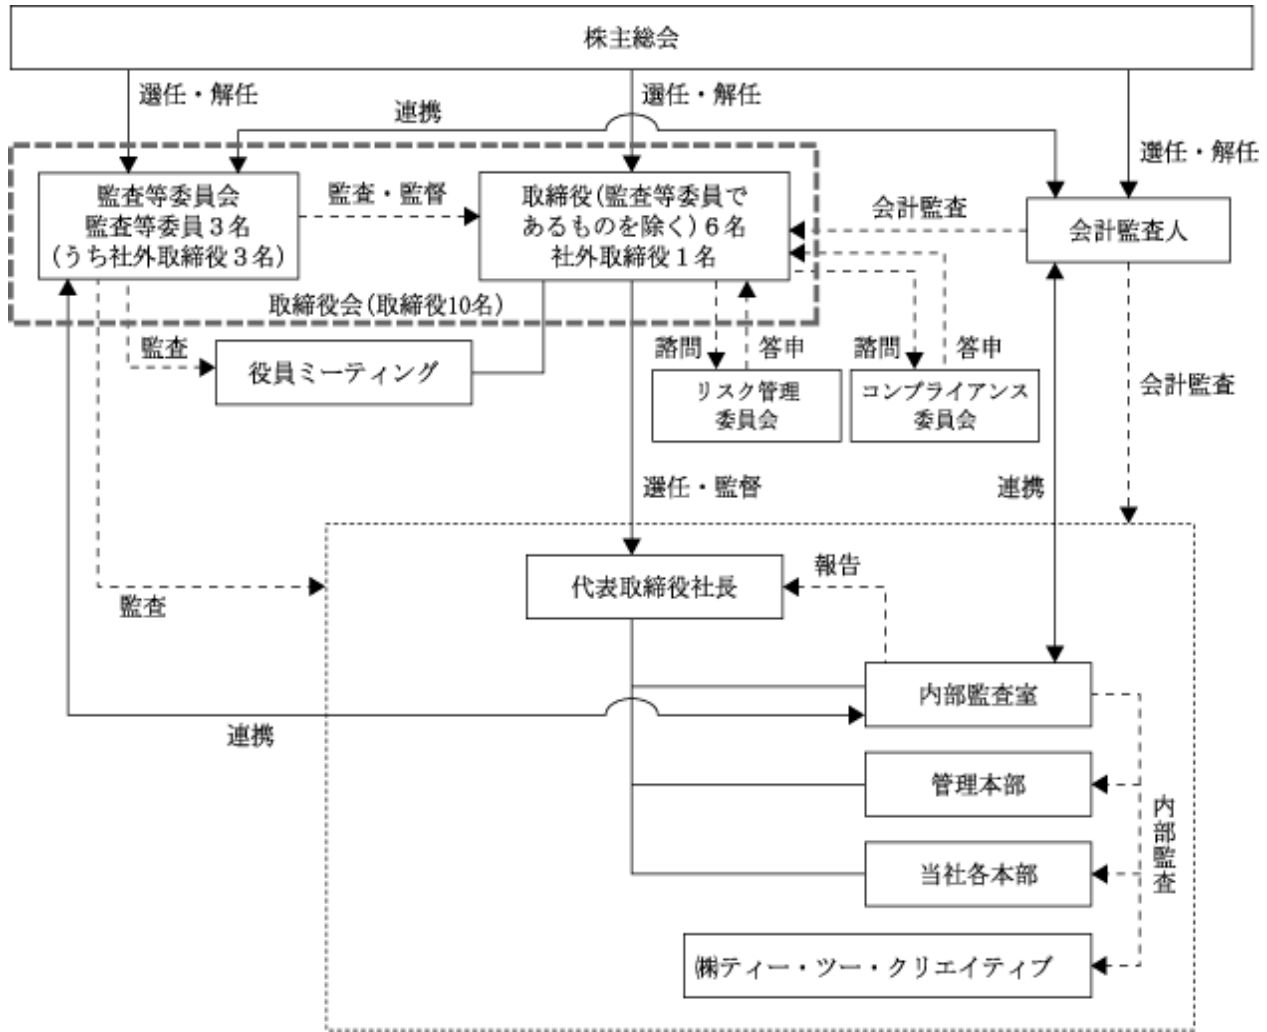 株主総会
選任・解任
選任・解任
連携
選任・解任
監査等委員会
監査等委員3名
(うち社外取締役3名)
監査・監督
取締役(監査等委員で
あるものを除く)6名
社外取締役1名
会計監査
会計監査人
取締役会(取締役10名)
監査
役員ミーティング
諮問
答申
諮問
答申
リスク管理
委員会
コンプライアンス
委員会
会計監査
選任・監督
連携
代表取締役社長
報告
監査
内部監査室
連携
管理本部
内部監査
当社各本部
㈱ティー・ツー・クリエイティブ